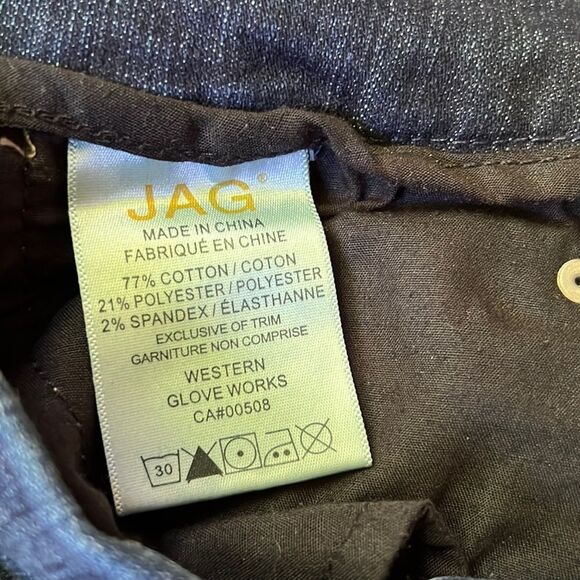 JAG®
MADE IN CHINA
FABRIQUÉ EN CHINE
77% COTTON / COTON
21% POLYESTER / POLYESTER
2% SPANDEX / ÉLASTHANNE
EXCLUSIVE OF TRIM
GARNITURE NON COMPRISE
WESTERN
GLOVE WORKS
CA#00508
30